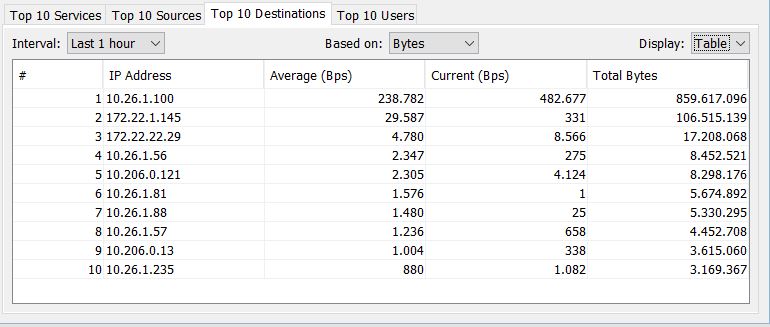 Top 10 Services Top 10 Sources Top 10 Destinations Top 10 Users
Interval: Last 1 hour Based on: Bytes Display: Table
# IP Address Average (Bps) Current (Bps) Total Bytes
1 10.26.1.100 238.782 482.677 859.617.096
2 172.22.1.145 29.587 331 106.515.139
3 172.22.22.29 4.780 8.566 17.208.068
4 10.26.1.56 2.347 275 8.452.521
5 10.206.0.121 2.305 4.124 8.298.176
6 10.26.1.81 1.576 1 5.674.892
7 10.26.1.88 1.480 25 5.330.295
8 10.26.1.57 1.236 658 4.452.708
9 10.206.0.13 1.004 338 3.615.060
10 10.26.1.235 880 1.082 3.169.367